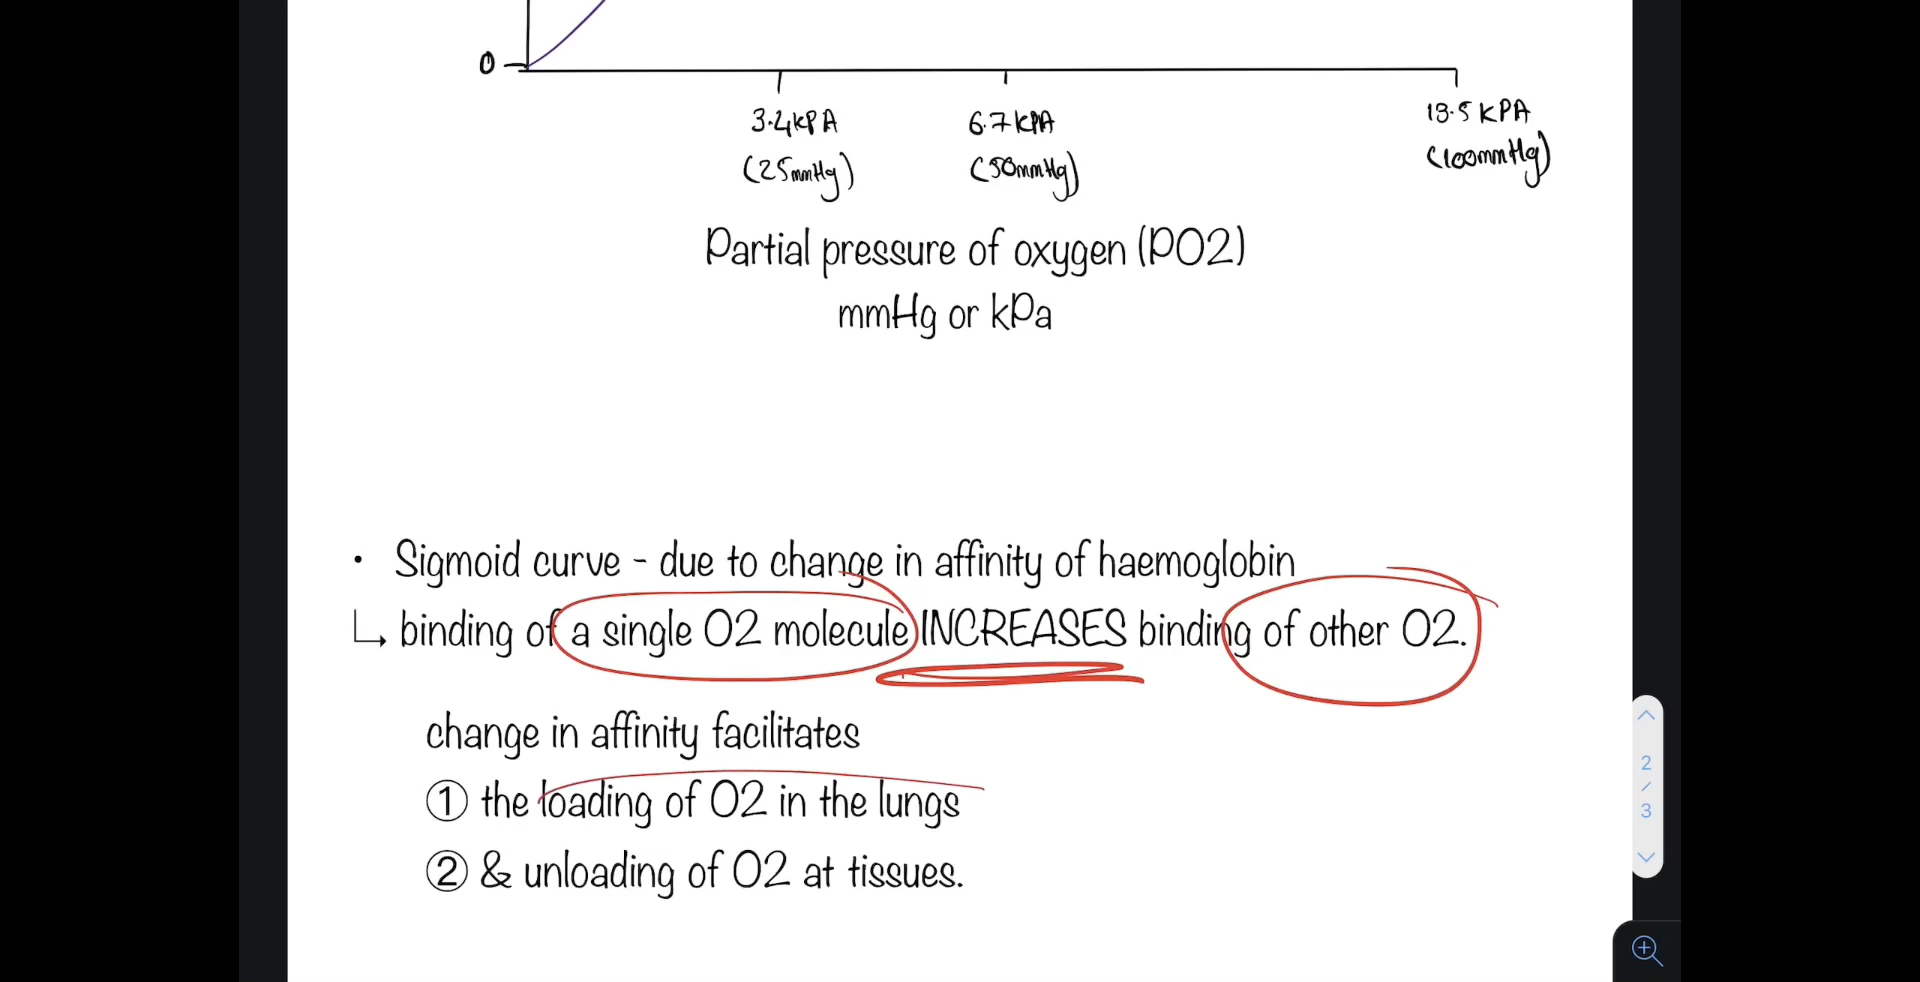 0
3.4kPA
6.7kPA
13.5 KPA
(25mmHg)
(50mmHg)
(100mmHg)
Partial pressure of oxygen (PO2)
mmHg or kPa
• Sigmoid curve - due to change in affinity of haemoglobin
↳ binding of a single O2 molecule INCREASES binding of other O2.
change in affinity facilitates
① the loading of O2 in the lungs
② & unloading of O2 at tissues.
2
/
3